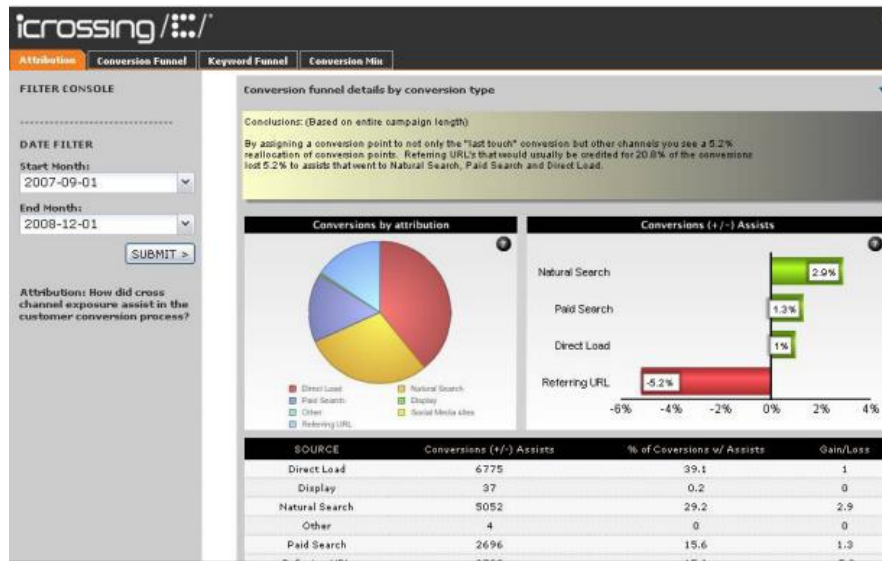 icrossing
Attribution Conversion Funnel Keyword Funnel Conversion Mix
FILTER CONSOLE
DATE FILTER
Start Month:
2007-09-01
End Month:
2008-12-01
SUBMIT >
Attribution: How did cross
channel exposure assist in the
customer conversion process?
Conversion funnel details by conversion type
Conclusions: (Based on entire campaign length)
By assigning a conversion point to not only the "last touch" conversion but other channels you see a 5.2%
reallocation of conversion points. Referring URL's that would usually be credited for 20.8% of the conversions
lost 5.2% to assists that went to Natural Search, Paid Search and Direct Load.
Conversions by attribution
?
Direct Load Natural Search
Paid Search Display
Other Social Media sites
Referring URL
Conversions (+/-) Assists
?
Natural Search 2.9%
Paid Search 1.3%
Direct Load 1%
Referring URL -5.2%
-6% -4% -2% 0% 2% 4%
SOURCE Conversions (+/-) Assists % of Coversions w/ Assists Gain/Loss
Direct Load 6775 39.1 1
Display 37 0.2 0
Natural Search 5052 29.2 2.9
Other 4 0 0
Paid Search 2696 15.6 1.3